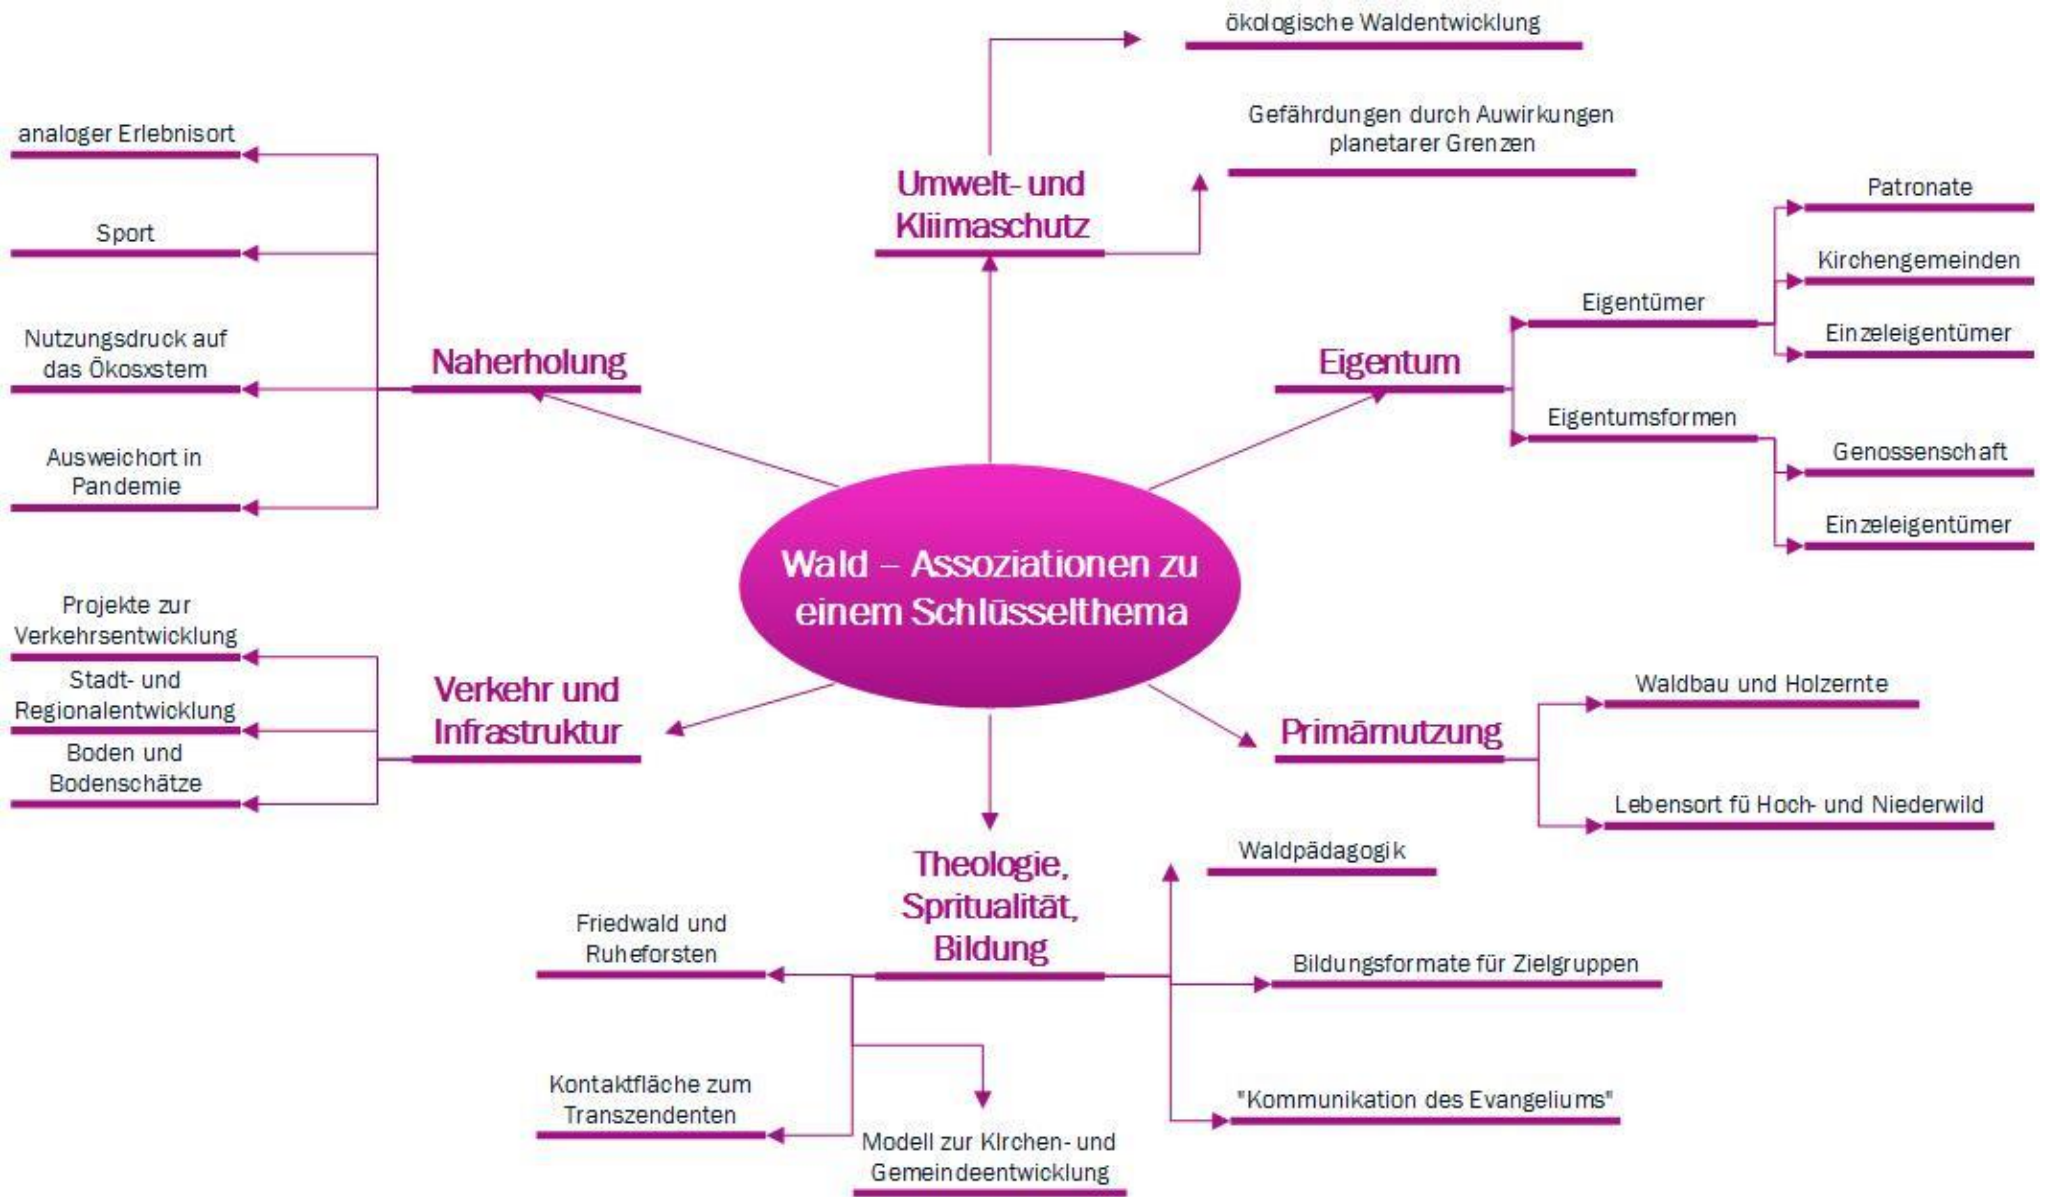 ökologische Waldentwicklung
Gefährdungen durch Auwirkungen
planetarer Grenzen
Umwelt- und
Kliimaschutz
analoger Erlebnisort
Sport
Nutzungsdruck auf
das Ökosxstem
Ausweichort in
Pandemie
Naherholung
Eigentum
Eigentümer
Patronate
Kirchengemeinden
Einzeleigentümer
Eigentumsformen
Genossenschaft
Einzeleigentümer
Wald – Assoziationen zu
einem Schlüsselthema
Projekte zur
Verkehrsentwicklung
Stadt- und
Regionalentwicklung
Boden und
Bodenschätze
Verkehr und
Infrastruktur
Primärnutzung
Waldbau und Holzernte
Lebensort fü Hoch- und Niederwild
Theologie,
Spritualität,
Bildung
Waldpädagogik
Bildungsformate für Zielgruppen
"Kommunikation des Evangeliums"
Friedwald und
Ruheforsten
Kontaktfläche zum
Transzendenten
Modell zur KIrchen- und
Gemeindeentwicklung